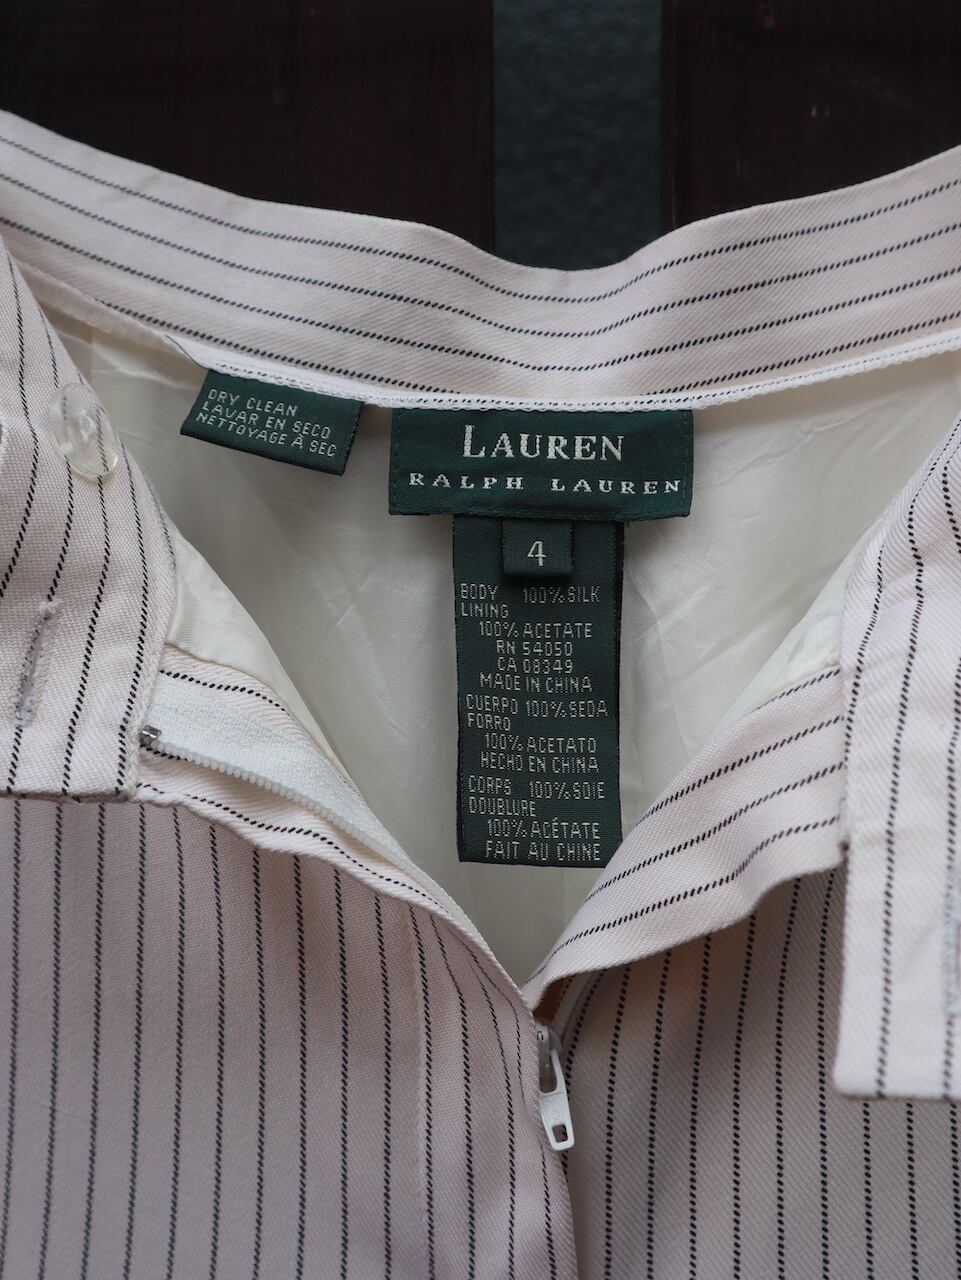 DRY CLEAN
LAVAR EN SECO
NETTOYAGE À SEC
LAUREN
RALPH LAUREN
4
BODY 100% SILK
LINING
100% ACETATE
RN 54050
CA 08349
MADE IN CHINA
CUERPO 100% SEDA
FORRO
100% ACETATO
HECHO EN CHINA
CORPS 100% SOIE
DOUBLURE
100% ACÉTATE
FAIT AU CHINE